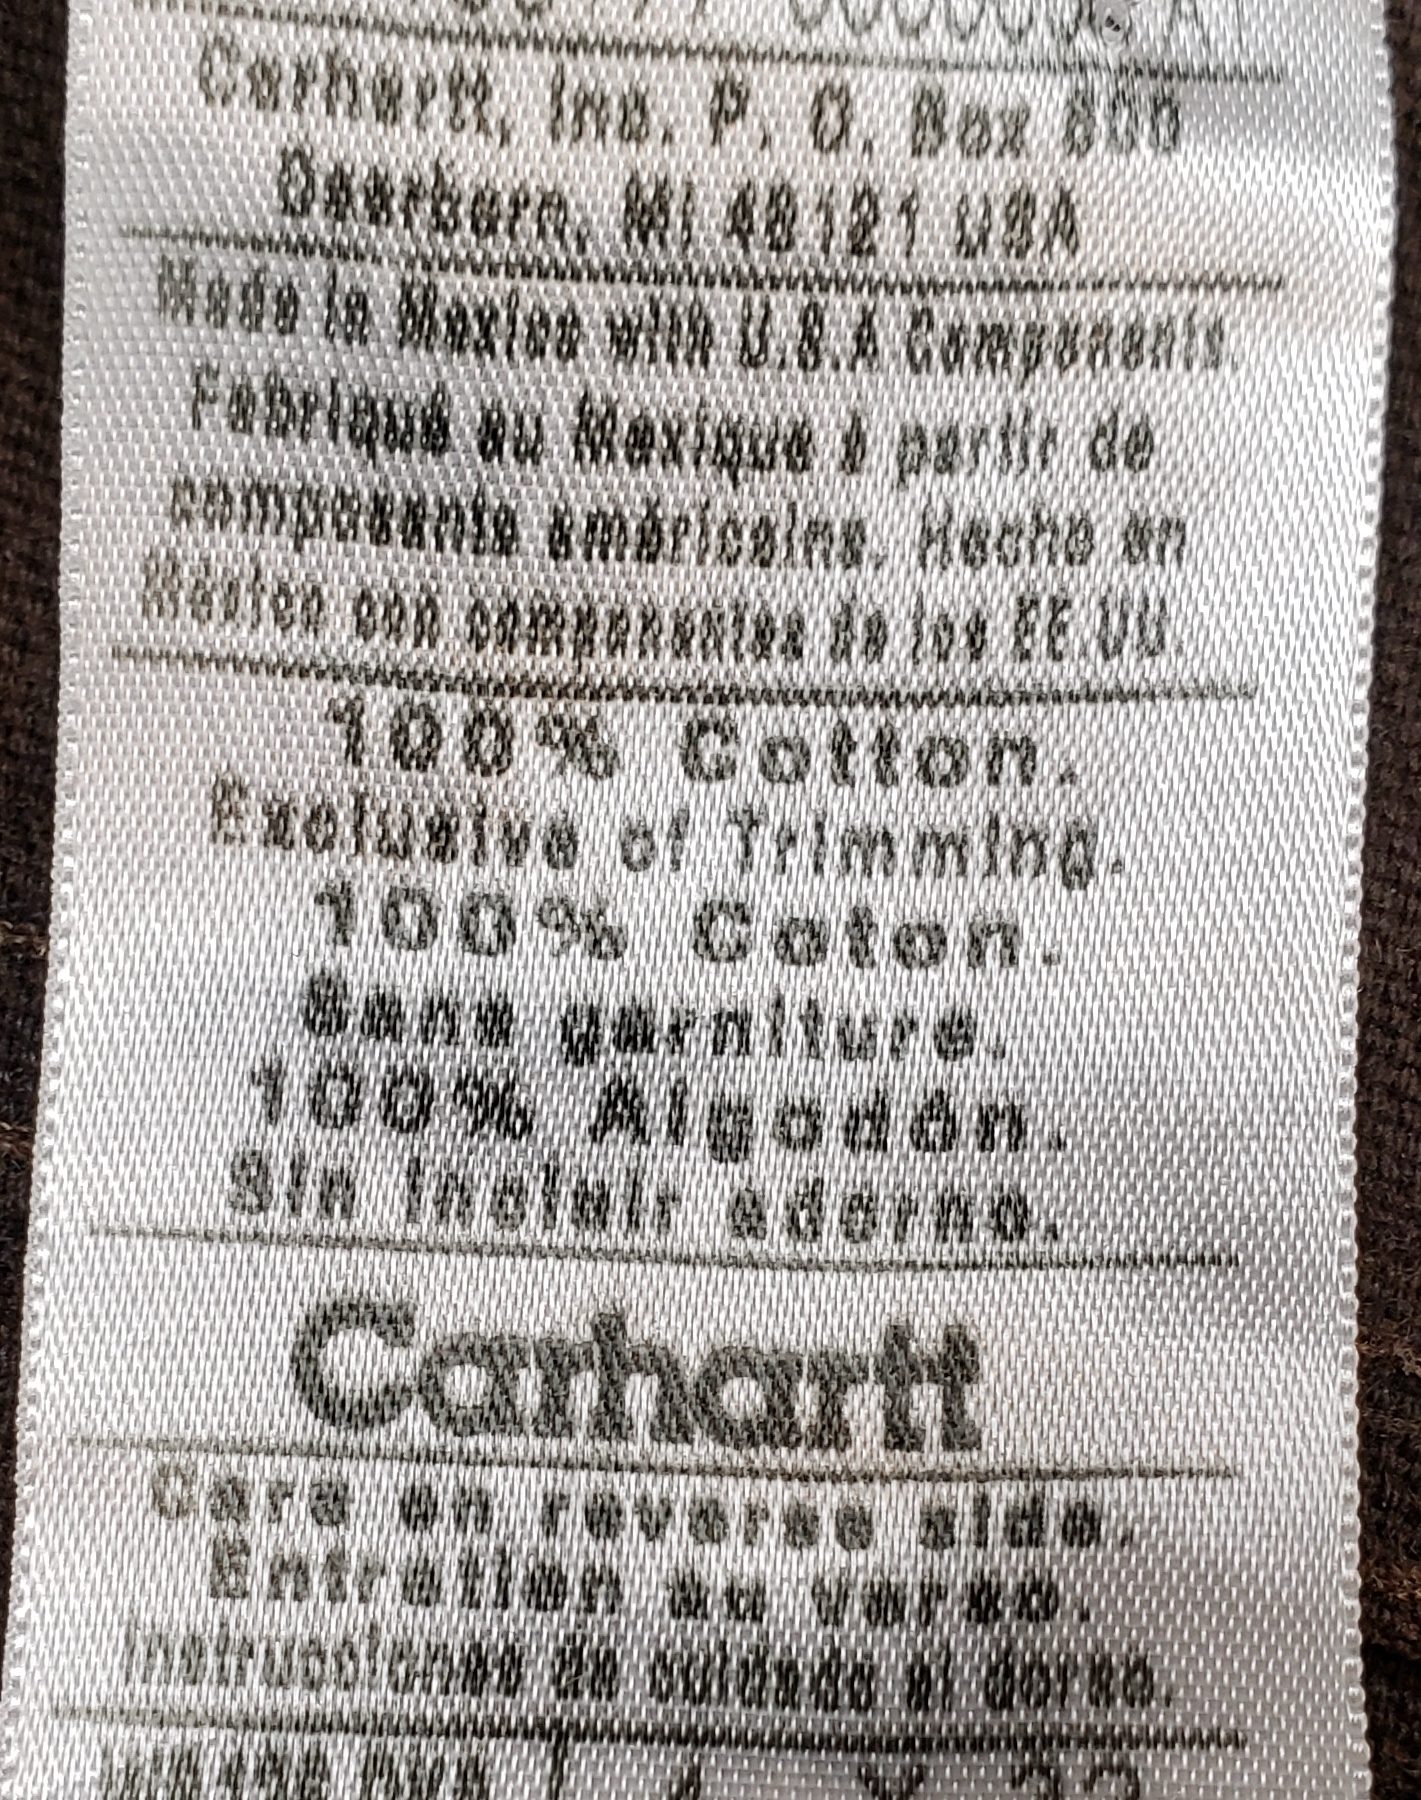 Carhartt, Inc. P. O. Box 600
Dearborn, MI 48121 USA
Made in Mexico with U.S.A Components
Fabriqué au Mexique à partir de
composants américains. Hecho en
Mexico con componentes de los EE.UU.
100% Cotton.
Exclusive of Trimming.
100% Coton.
Sans garniture.
100% Algodón.
Sin incluir adorno.
Carhartt
Care on reverse side.
Entretien au verso.
Instrucciones de cuidado al dorso.